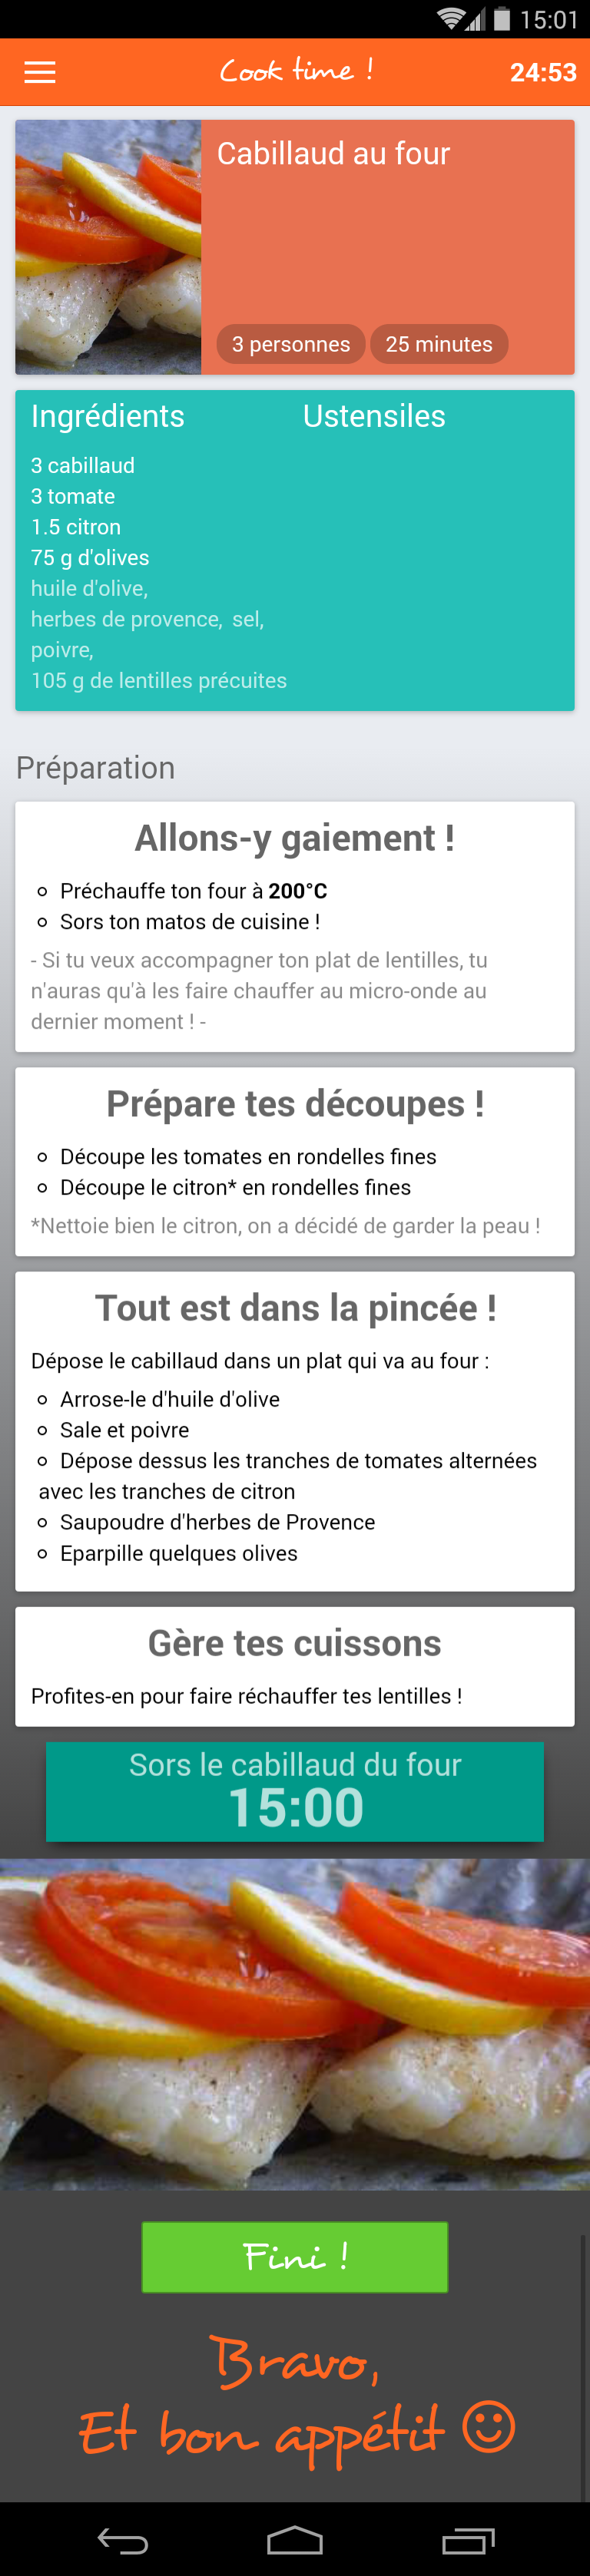 15:01
Cook time !
24:53
Cabillaud au four
3 personnes
25 minutes
Ingrédients
3 cabillaud
3 tomate
1.5 citron
75 g d'olives
huile d'olive,
herbes de provence,  sel,
poivre,
105 g de lentilles précuites
Ustensiles
Préparation
Allons-y gaiement !
Préchauffe ton four à 200°C
Sors ton matos de cuisine !
- Si tu veux accompagner ton plat de lentilles, tu
n'auras qu'à les faire chauffer au micro-onde au
dernier moment ! -
Prépare tes découpes !
Découpe les tomates en rondelles fines
Découpe le citron* en rondelles fines
*Nettoie bien le citron, on a décidé de garder la peau !
Tout est dans la pincée !
Dépose le cabillaud dans un plat qui va au four :
Arrose-le d'huile d'olive
Sale et poivre
Dépose dessus les tranches de tomates alternées
avec les tranches de citron
Saupoudre d'herbes de Provence
Eparpille quelques olives
Gère tes cuissons
Profites-en pour faire réchauffer tes lentilles !
Sors le cabillaud du four
15:00
Fini !
Bravo,
Et bon appétit